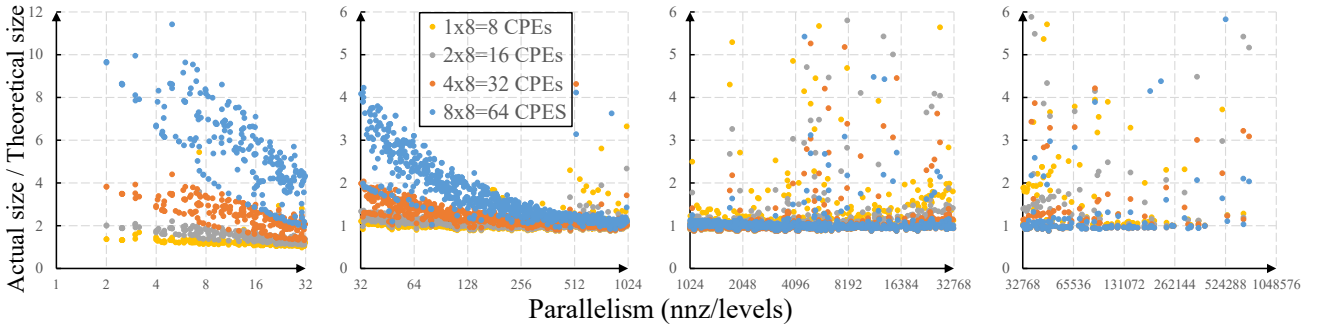 Actual size / Theoretical size
12
10
8
6
4
2
0
1 2 4 8 16 32
6
5
4
3
2
1
0
32 64 128 256 512 1024
1x8=8 CPEs
2x8=16 CPEs
4x8=32 CPEs
8x8=64 CPES
6
5
4
3
2
1
0
1024 2048 4096 8192 16384 32768
6
5
4
3
2
1
0
32768 65536 131072 262144 524288 1048576
Parallelism (nnz/levels)